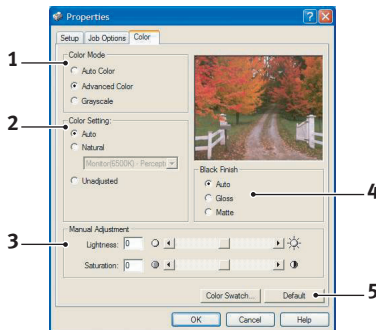 Properties
Setup Job Options Color
1
Color Mode
Auto Color
Advanced Color
Grayscale
2
Color Setting:
Auto
Natural
Monitor(6500K) - Percepti
Unadjusted
Black Finish
Auto
Gloss
Matte
4
3
Manual Adjustment
Lightness: 0
Saturation: 0
Color Swatch... Default
5
OK Cancel Help